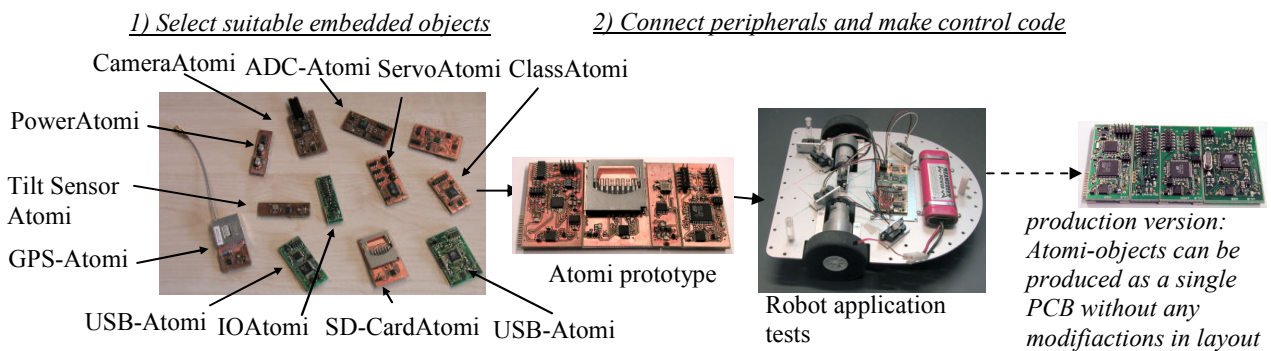 1) Select suitable embedded objects
2) Connect peripherals and make control code
CameraAtomi
ADC-Atomi
ServoAtomi
ClassAtomi
PowerAtomi
Tilt Sensor
Atomi
GPS-Atomi
USB-Atomi
IOAtomi
SD-CardAtomi
USB-Atomi
Atomi prototype
Robot application
tests
production version:
Atomi-objects can be
produced as a single
PCB without any
modifiactions in layout